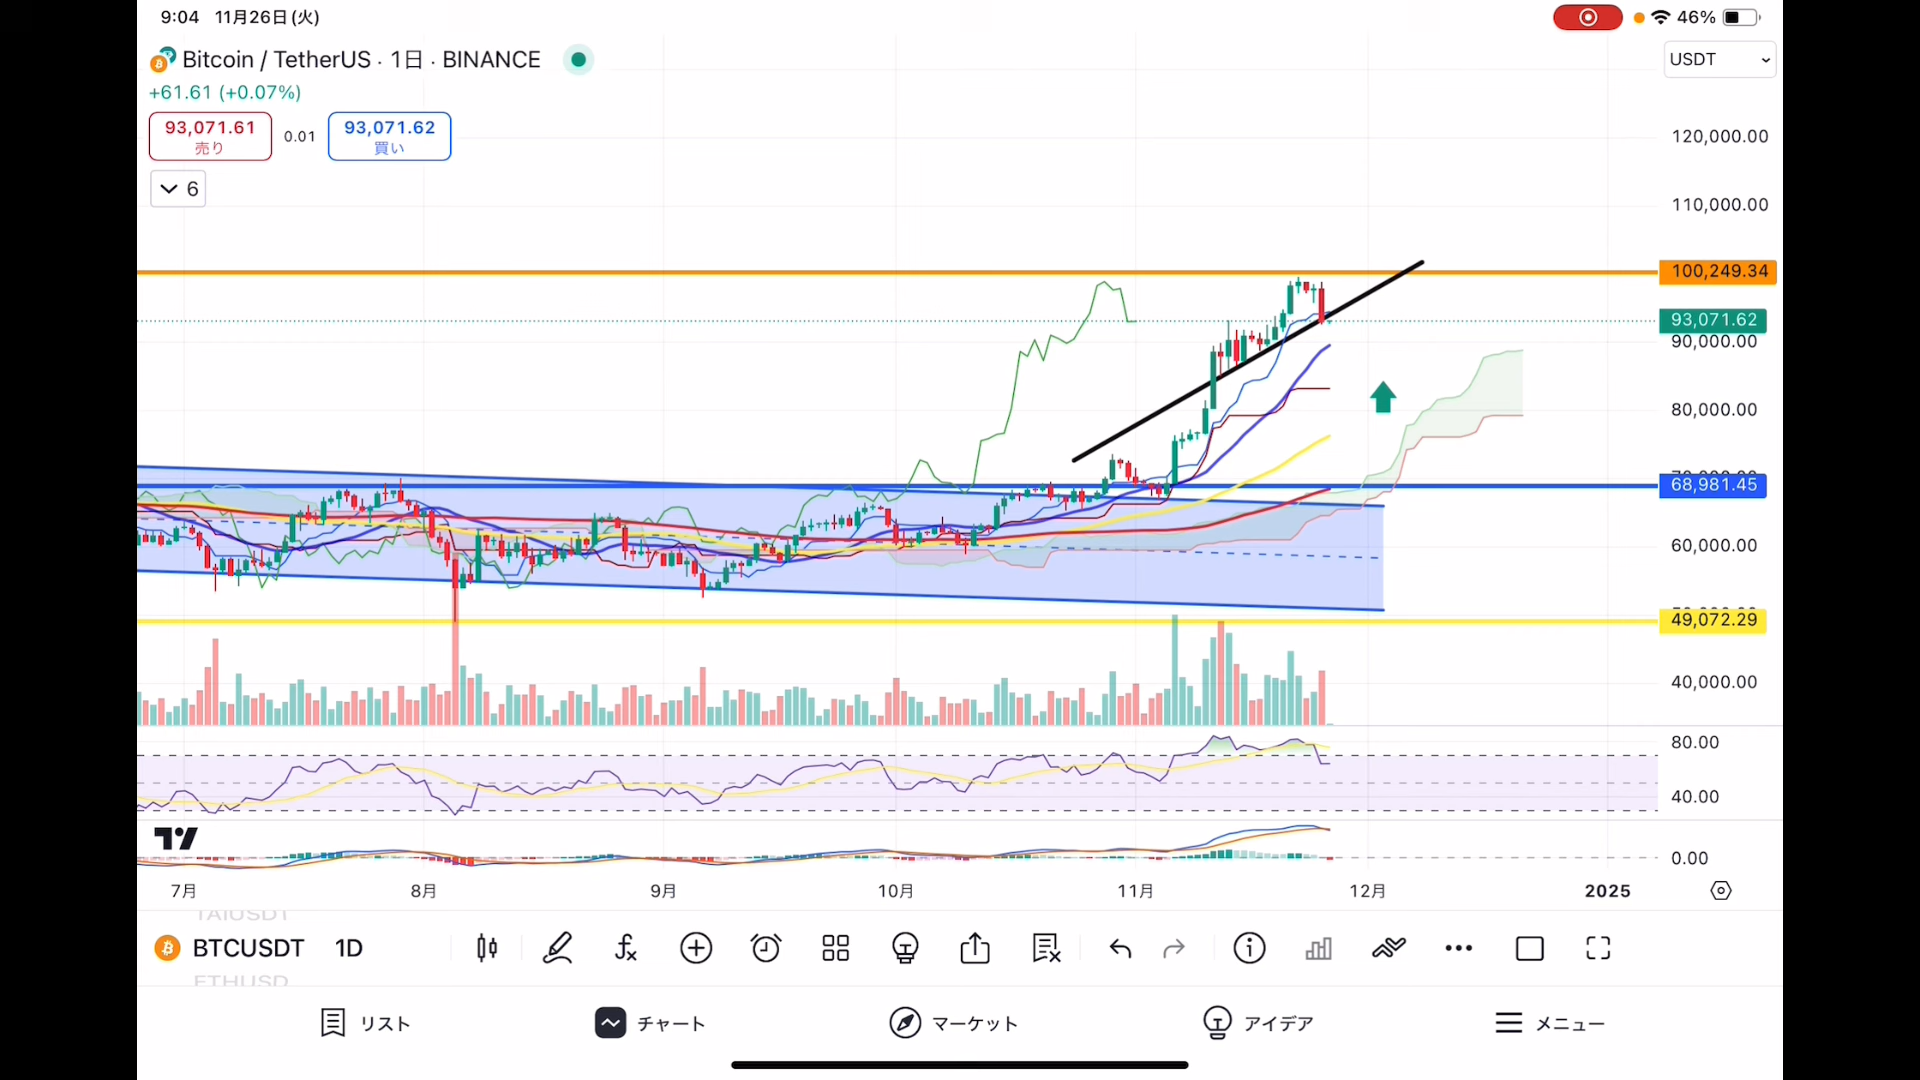 9:04 11月26日(火)
46%
Bitcoin / TetherUS · 1日 · BINANCE
USDT
+61.61 (+0.07%)
93,071.61
売り
0.01
93,071.62
買い
6
120,000.00
110,000.00
100,249.34
93,071.62
90,000.00
80,000.00
68,981.45
60,000.00
49,072.29
40,000.00
80.00
40.00
0.00
7月 8月 9月 10月 11月 12月 2025
BTCUSDT 1D
リスト チャート マーケット アイデア メニュー